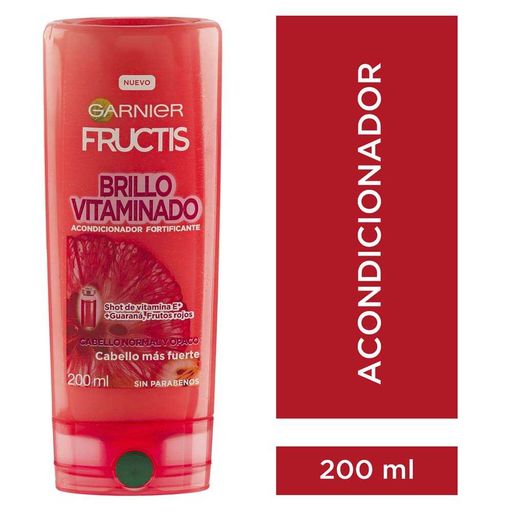 NUEVO
GARNIER
FRUCTIS
BRILLO
VITAMINADO
ACONDICIONADOR FORTIFICANTE
Shot de vitamina E*
+Guaraná, Frutos rojos
CABELLO NORMAL Y OPACO
Cabello más fuerte
200 ml
SIN PARABENOS
ACONDICIONADOR
200 ml